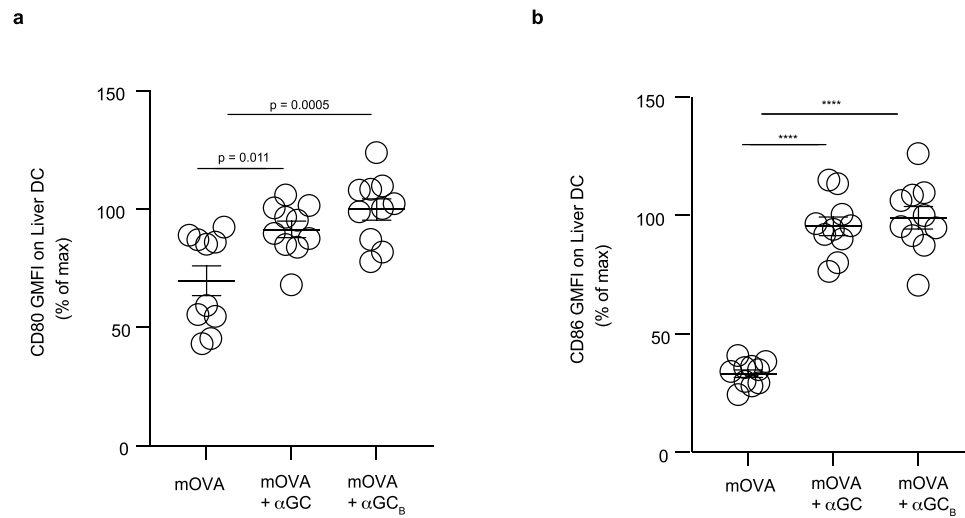 a
150
100
50
0
CD80 GMFI on Liver DC
(% of max)
p = 0.0005
p = 0.011
mOVA
mOVA
+ αGC
mOVA
+ αGCB
b
150
100
50
0
CD86 GMFI on Liver DC
(% of max)
****
****
mOVA
mOVA
+ αGC
mOVA
+ αGCB